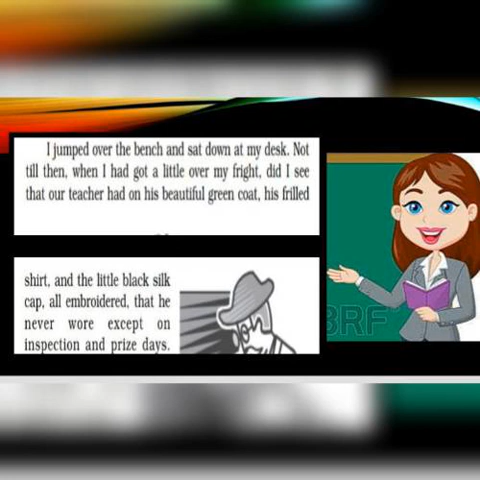 I jumped over the bench and sat down at my desk. Not
till then, when I had got a little over my fright, did I see
that our teacher had on his beautiful green coat, his frilled
shirt, and the little black silk
cap, all embroidered, that he
never wore except on
inspection and prize days.
BRF